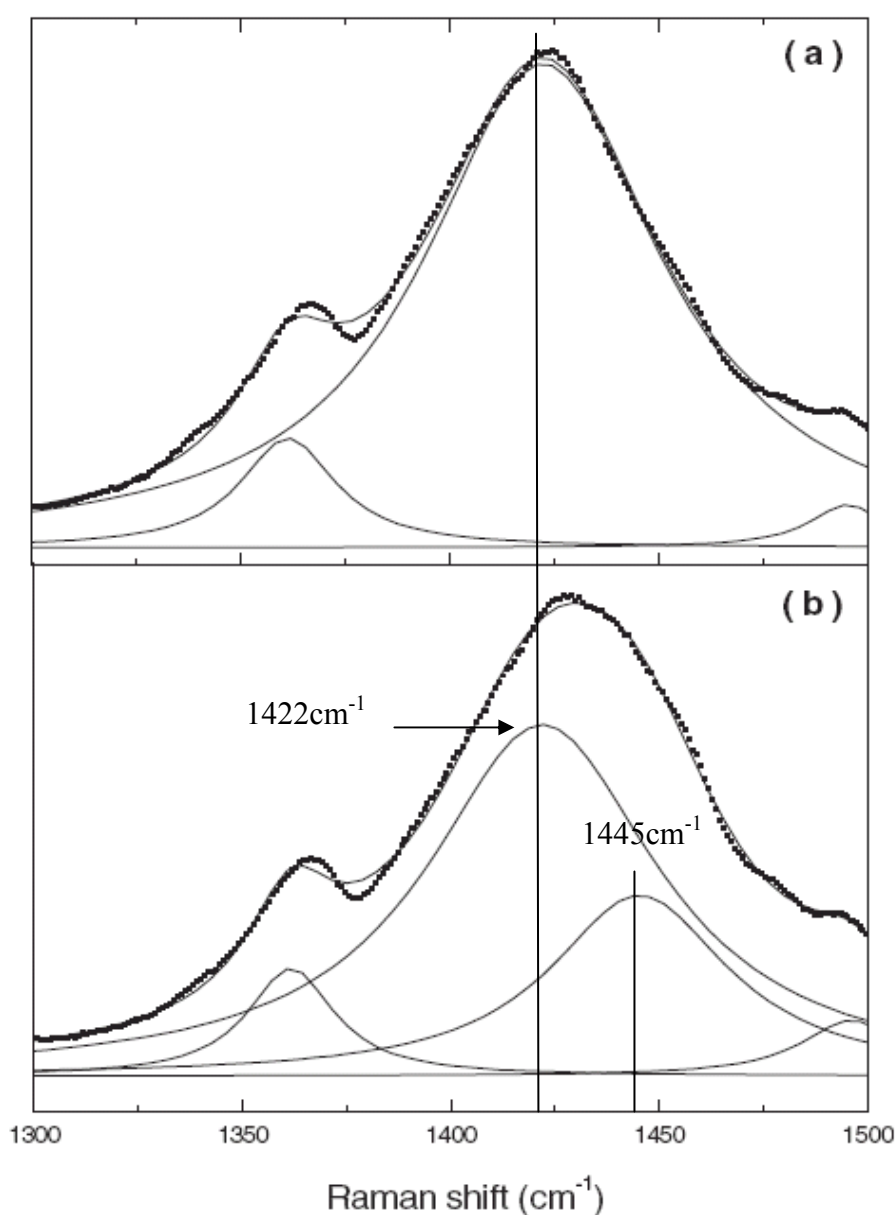 ( a )
( b )
1422cm⁻¹
1445cm⁻¹
1300 1350 1400 1450 1500
Raman shift (cm⁻¹)